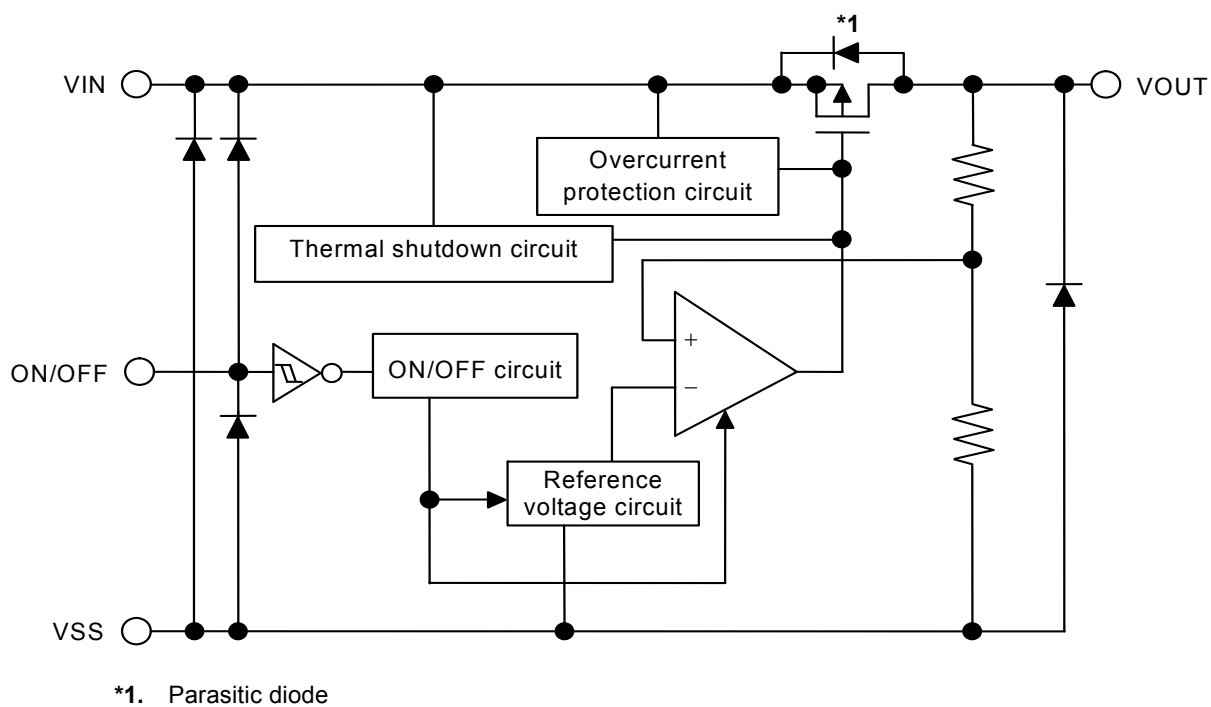 *1
VIN
VOUT
Overcurrent
protection circuit
Thermal shutdown circuit
+
ON/OFF
ON/OFF circuit
−
Reference
voltage circuit
VSS
*1. Parasitic diode